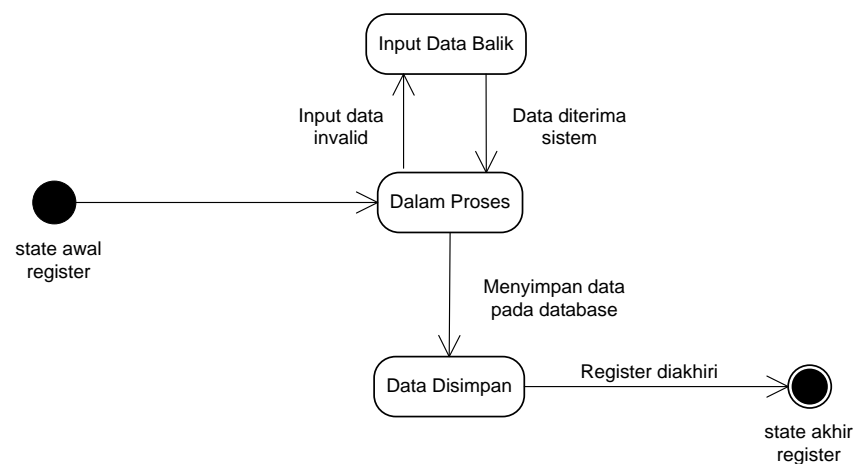 Input Data Balik
Input data
invalid
Data diterima
sistem
Dalam Proses
state awal
register
Menyimpan data
pada database
Data Disimpan
Register diakhiri
state akhir
register